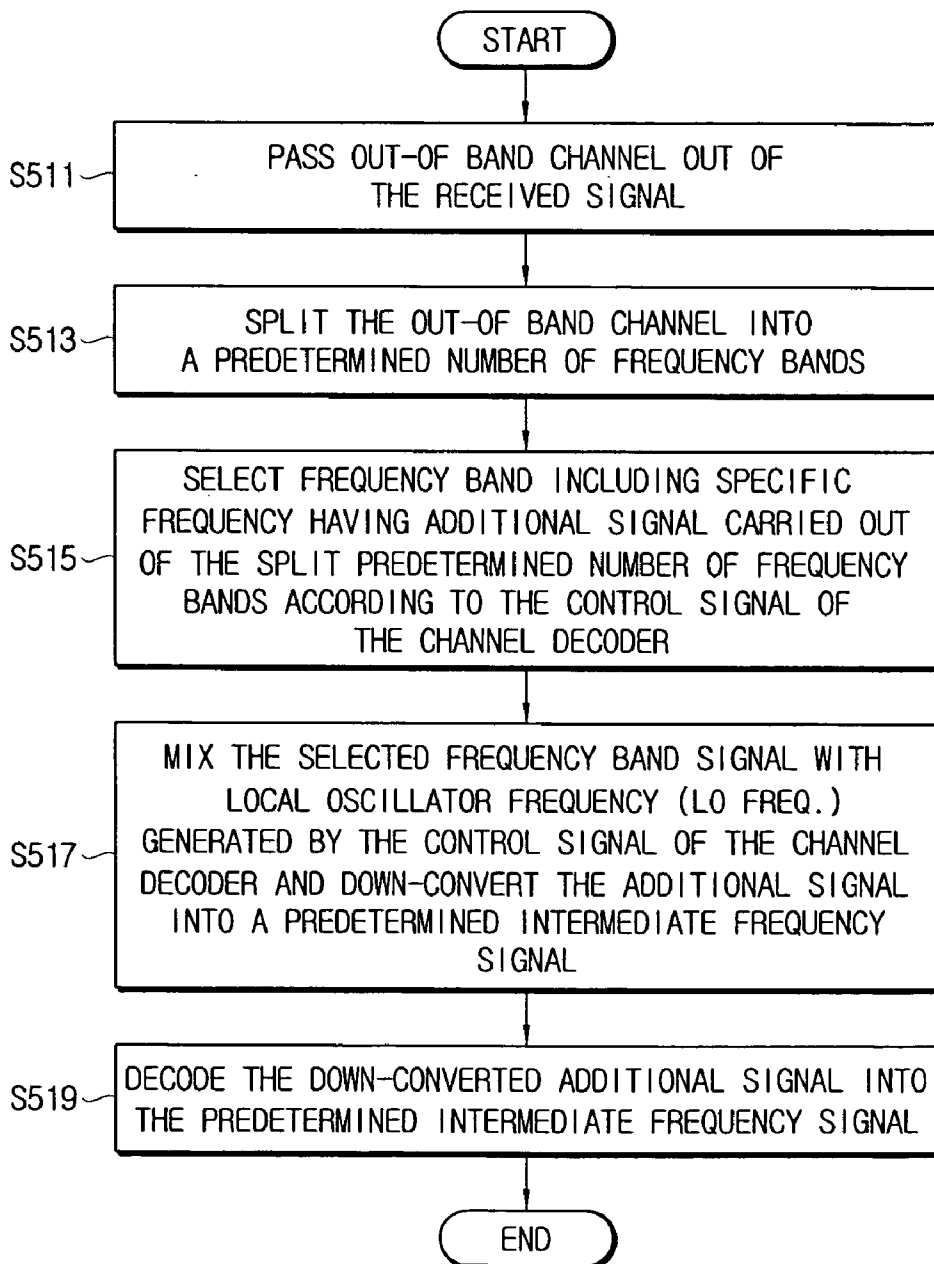 START
S511
PASS OUT-OF BAND CHANNEL OUT OF
THE RECEIVED SIGNAL
S513
SPLIT THE OUT-OF BAND CHANNEL INTO
A PREDETERMINED NUMBER OF FREQUENCY BANDS
S515
SELECT FREQUENCY BAND INCLUDING SPECIFIC
FREQUENCY HAVING ADDITIONAL SIGNAL CARRIED OUT
OF THE SPLIT PREDETERMINED NUMBER OF FREQUENCY
BANDS ACCORDING TO THE CONTROL SIGNAL OF
THE CHANNEL DECODER
S517
MIX THE SELECTED FREQUENCY BAND SIGNAL WITH
LOCAL OSCILLATOR FREQUENCY (LO FREQ.)
GENERATED BY THE CONTROL SIGNAL OF THE CHANNEL
DECODER AND DOWN-CONVERT THE ADDITIONAL SIGNAL
INTO A PREDETERMINED INTERMEDIATE FREQUENCY
SIGNAL
S519
DECODE THE DOWN-CONVERTED ADDITIONAL SIGNAL INTO
THE PREDETERMINED INTERMEDIATE FREQUENCY SIGNAL
END